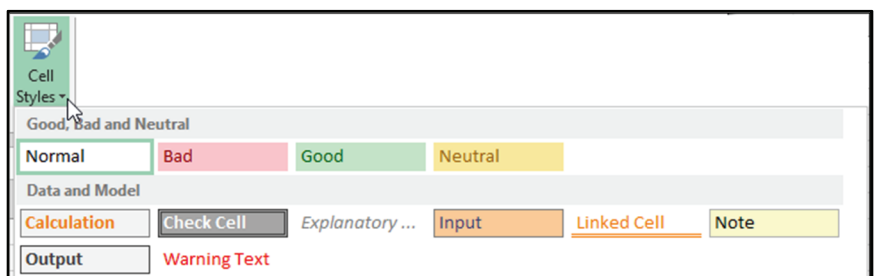 Cell
Styles
Good, Bad and Neutral
Normal Bad Good Neutral
Data and Model
Calculation Check Cell Explanatory ... Input Linked Cell Note
Output Warning Text